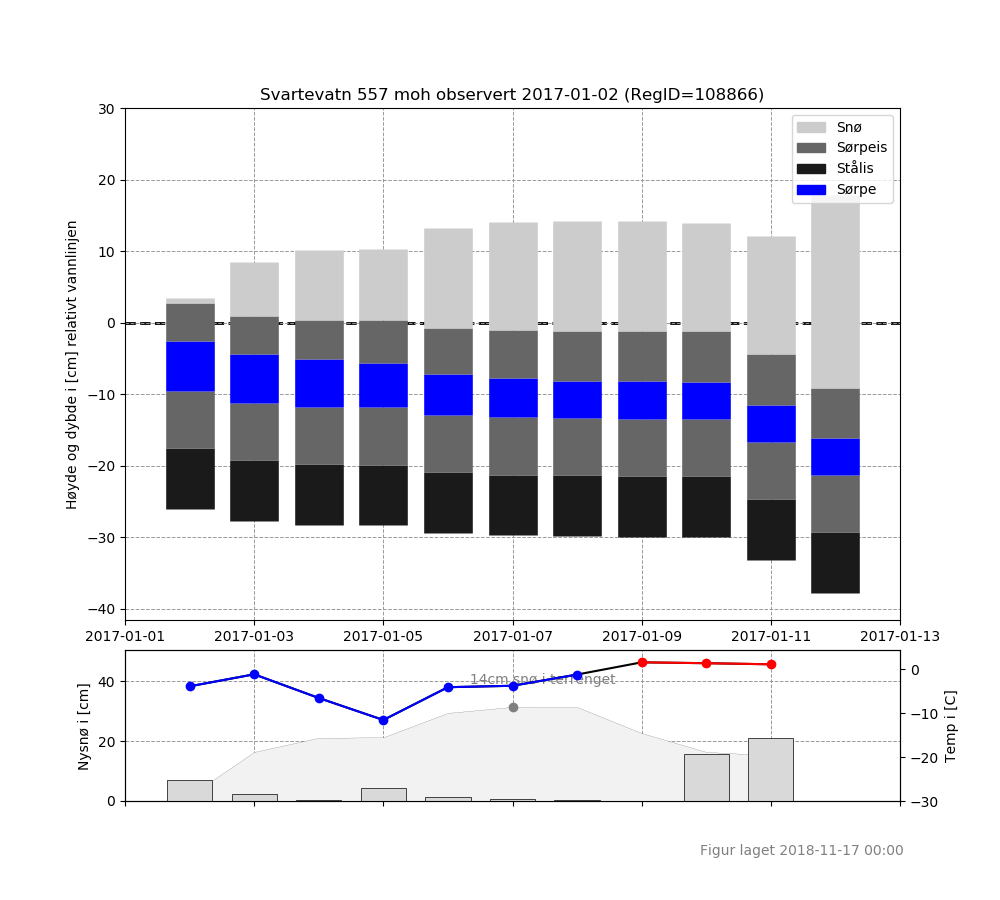 Svartevatn 557 moh observert 2017-01-02 (RegID=108866)
Høyde og dybde i [cm] relativt vannlinjen
30
20
10
0
−10
−20
−30
−40
Snø
Sørpeis
Stålis
Sørpe
2017-01-01 2017-01-03 2017-01-05 2017-01-07 2017-01-09 2017-01-11 2017-01-13
Nysnø i [cm]
40
20
0
14cm snø i terrenget
0
−10
−20
−30
Temp i [C]
Figur laget 2018-11-17 00:00